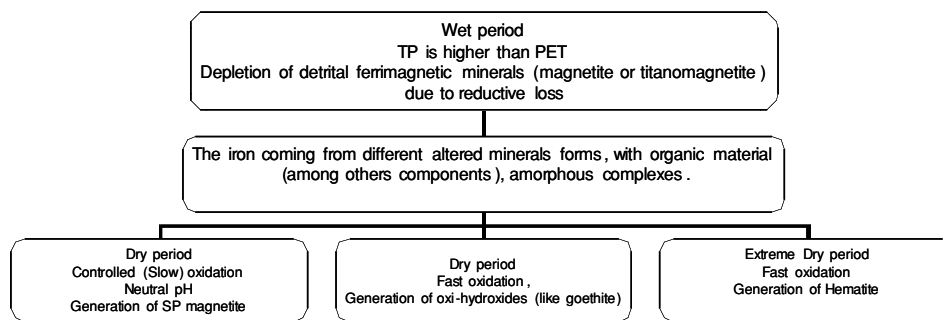 Wet period
TP is higher than PET
Depletion of detrital ferrimagnetic minerals (magnetite or titanomagnetite)
due to reductive loss
The iron coming from different altered minerals forms, with organic material
(among others components), amorphous complexes.
Dry period
Controlled (Slow) oxidation
Neutral pH
Generation of SP magnetite
Dry period
Fast oxidation,
Generation of oxi-hydroxides (like goethite)
Extreme Dry period
Fast oxidation
Generation of Hematite